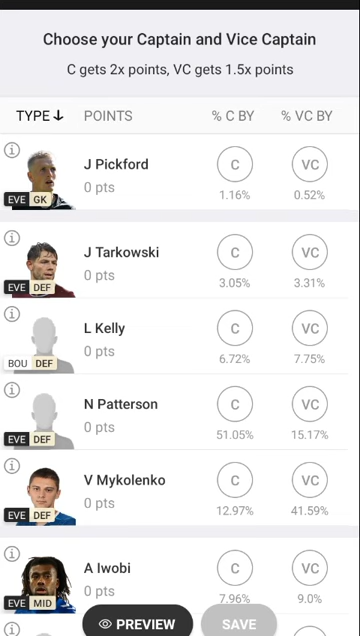 Choose your Captain and Vice Captain
C gets 2x points, VC gets 1.5x points
TYPE↓ POINTS % C BY % VC BY
J Pickford
0 pts
C VC
1.16% 0.52%
EVE GK
J Tarkowski
0 pts
C VC
3.05% 3.31%
EVE DEF
L Kelly
0 pts
C VC
6.72% 7.75%
BOU DEF
N Patterson
0 pts
C VC
51.05% 15.17%
EVE DEF
V Mykolenko
0 pts
C VC
12.97% 41.59%
EVE DEF
A Iwobi
0 pts
C VC
7.96% 9.0%
EVE MID
PREVIEW SAVE